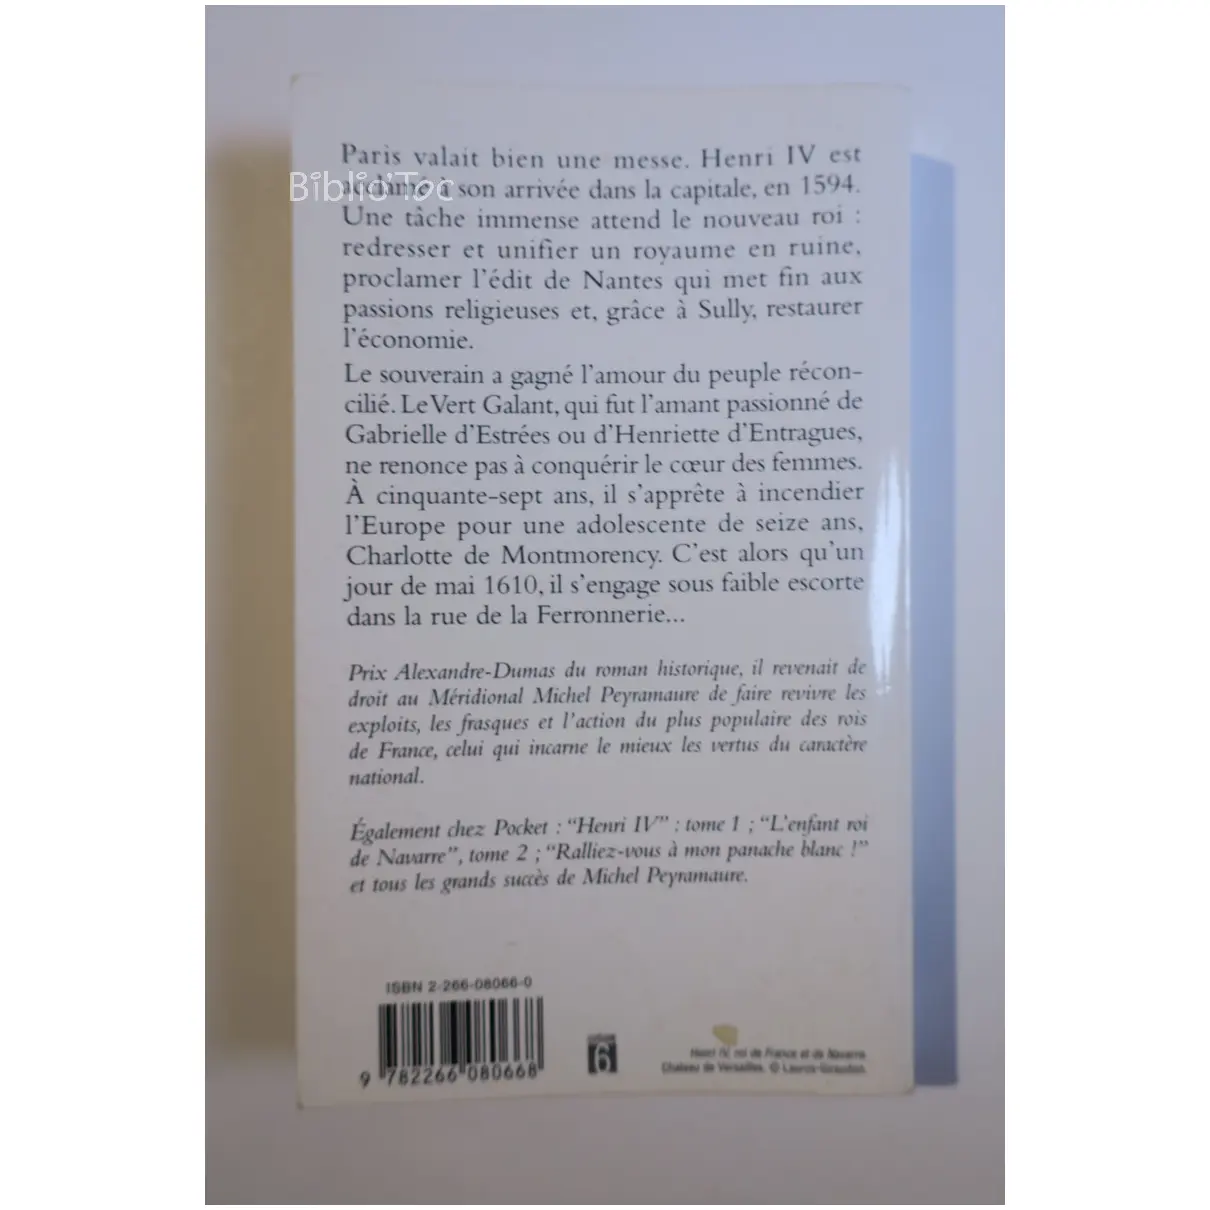 Paris valait bien une messe. Henri IV est
Biblio'Toc
acclamé à son arrivée dans la capitale, en 1594.
Une tâche immense attend le nouveau roi :
redresser et unifier un royaume en ruine,
proclamer l'édit de Nantes qui met fin aux
passions religieuses et, grâce à Sully, restaurer
l'économie.
Le souverain a gagné l'amour du peuple récon-
cilié. Le Vert Galant, qui fut l'amant passionné de
Gabrielle d'Estrées ou d'Henriette d'Entragues,
ne renonce pas à conquérir le cœur des femmes.
À cinquante-sept ans, il s'apprête à incendier
l'Europe pour une adolescente de seize ans,
Charlotte de Montmorency. C'est alors qu'un
jour de mai 1610, il s'engage sous faible escorte
dans la rue de la Ferronnerie...
Prix Alexandre-Dumas du roman historique, il revenait de
droit au Méridional Michel Peyramaure de faire revivre les
exploits, les frasques et l'action du plus populaire des rois
de France, celui qui incarne le mieux les vertus du caractère
national.
Également chez Pocket : "Henri IV" : tome 1 ; "L'enfant roi
de Navarre", tome 2 ; "Ralliez-vous à mon panache blanc !"
et tous les grands succès de Michel Peyramaure.
ISBN 2-266-08066-0
9 782266 080668
6
Henri IV, roi de France et de Navarre.
Chateau de Versailles. © Lauros-Giraudon.